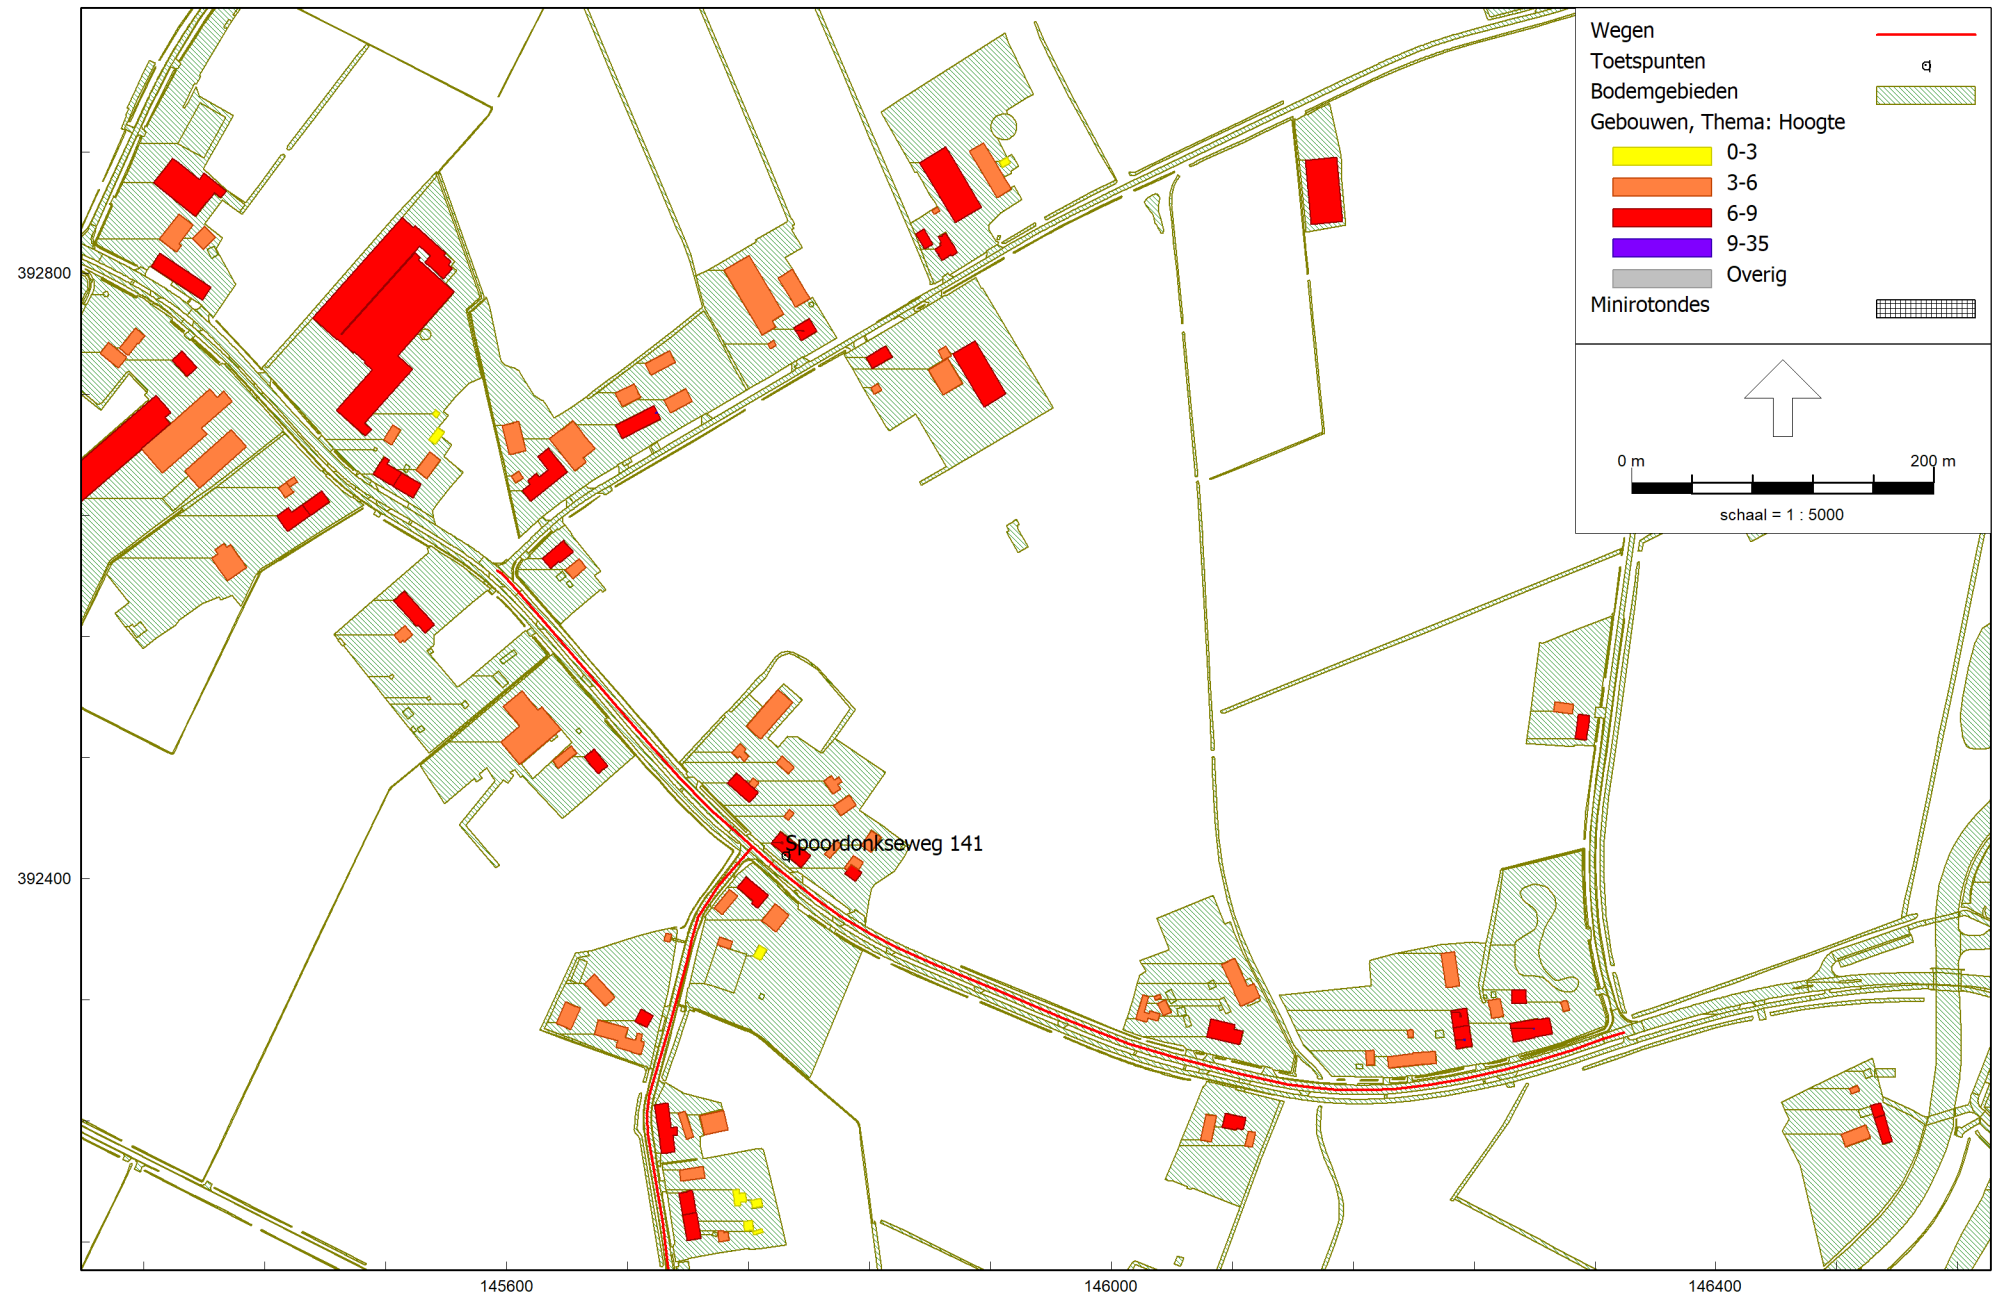 Wegen
Toetspunten
Bodemgebieden
Gebouwen, Thema: Hoogte
0-3
3-6
6-9
9-35
Overig
Minirotondes
0 m 200 m
schaal = 1 : 5000
392800
Spoordonkseweg 141
392400
145600 146000 146400